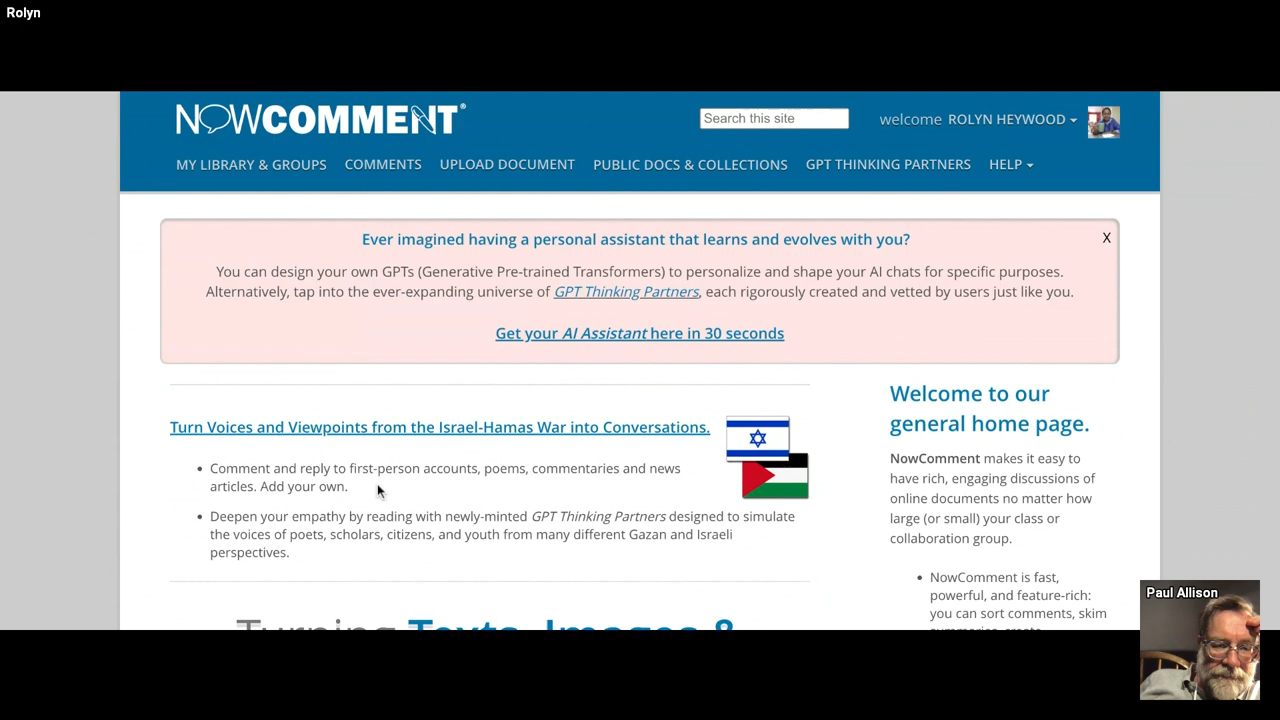 Rolyn
NOWCOMMENT®
Search this site
welcome ROLYN HEYWOOD
MY LIBRARY & GROUPS COMMENTS UPLOAD DOCUMENT PUBLIC DOCS & COLLECTIONS GPT THINKING PARTNERS HELP
Ever imagined having a personal assistant that learns and evolves with you?
X
You can design your own GPTs (Generative Pre-trained Transformers) to personalize and shape your AI chats for specific purposes.
Alternatively, tap into the ever-expanding universe of GPT Thinking Partners, each rigorously created and vetted by users just like you.
Get your AI Assistant here in 30 seconds
Turn Voices and Viewpoints from the Israel-Hamas War into Conversations.
• Comment and reply to first-person accounts, poems, commentaries and news
articles. Add your own.
• Deepen your empathy by reading with newly-minted GPT Thinking Partners designed to simulate
the voices of poets, scholars, citizens, and youth from many different Gazan and Israeli
perspectives.
Turning Texts, Images &
Welcome to our
general home page.
NowComment makes it easy to
have rich, engaging discussions of
online documents no matter how
large (or small) your class or
collaboration group.
• NowComment is fast,
powerful, and feature-rich:
you can sort comments, skim
Paul Allison